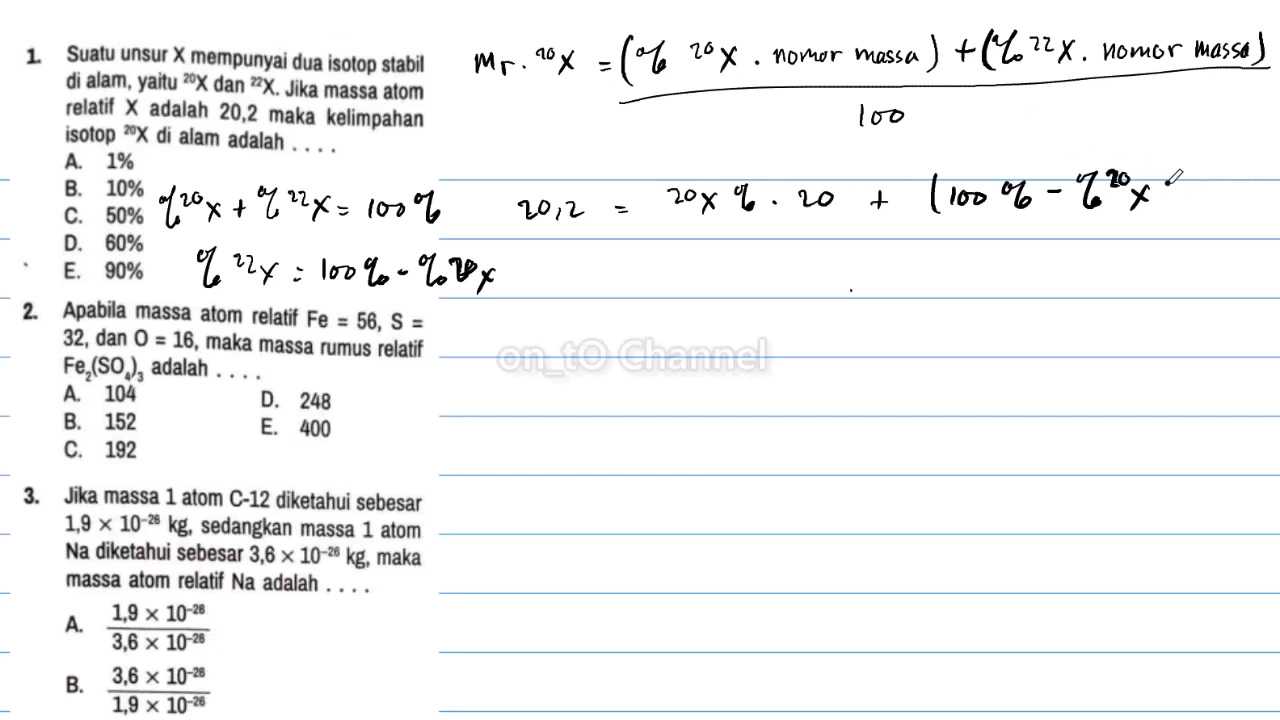 1. Suatu unsur X mempunyai dua isotop stabil
di alam, yaitu ²⁰X dan ²²X. Jika massa atom
relatif X adalah 20,2 maka kelimpahan
isotop ²⁰X di alam adalah . . . .
A. 1%
B. 10%
C. 50%
D. 60%
E. 90%
2. Apabila massa atom relatif Fe = 56, S =
32, dan O = 16, maka massa rumus relatif
Fe₂(SO₄)₃ adalah . . . .
A. 104
B. 152
C. 192
D. 248
E. 400
3. Jika massa 1 atom C-12 diketahui sebesar
1,9 × 10⁻²⁶ kg, sedangkan massa 1 atom
Na diketahui sebesar 3,6 × 10⁻²⁶ kg, maka
massa atom relatif Na adalah . . . .
A. 1,9 × 10⁻²⁶
3,6 × 10⁻²⁶
B. 3,6 × 10⁻²⁶
1,9 × 10⁻²⁶
Mr. ²⁰X = (% ²⁰X . nomor massa) + (% ²²X . nomor massa)
100
% ²⁰X + % ²²X = 100 %
% ²²X = 100% - % ²⁰X
20,2 = ²⁰X % . 20 + (100 % - % ²⁰X
on_tO Channel